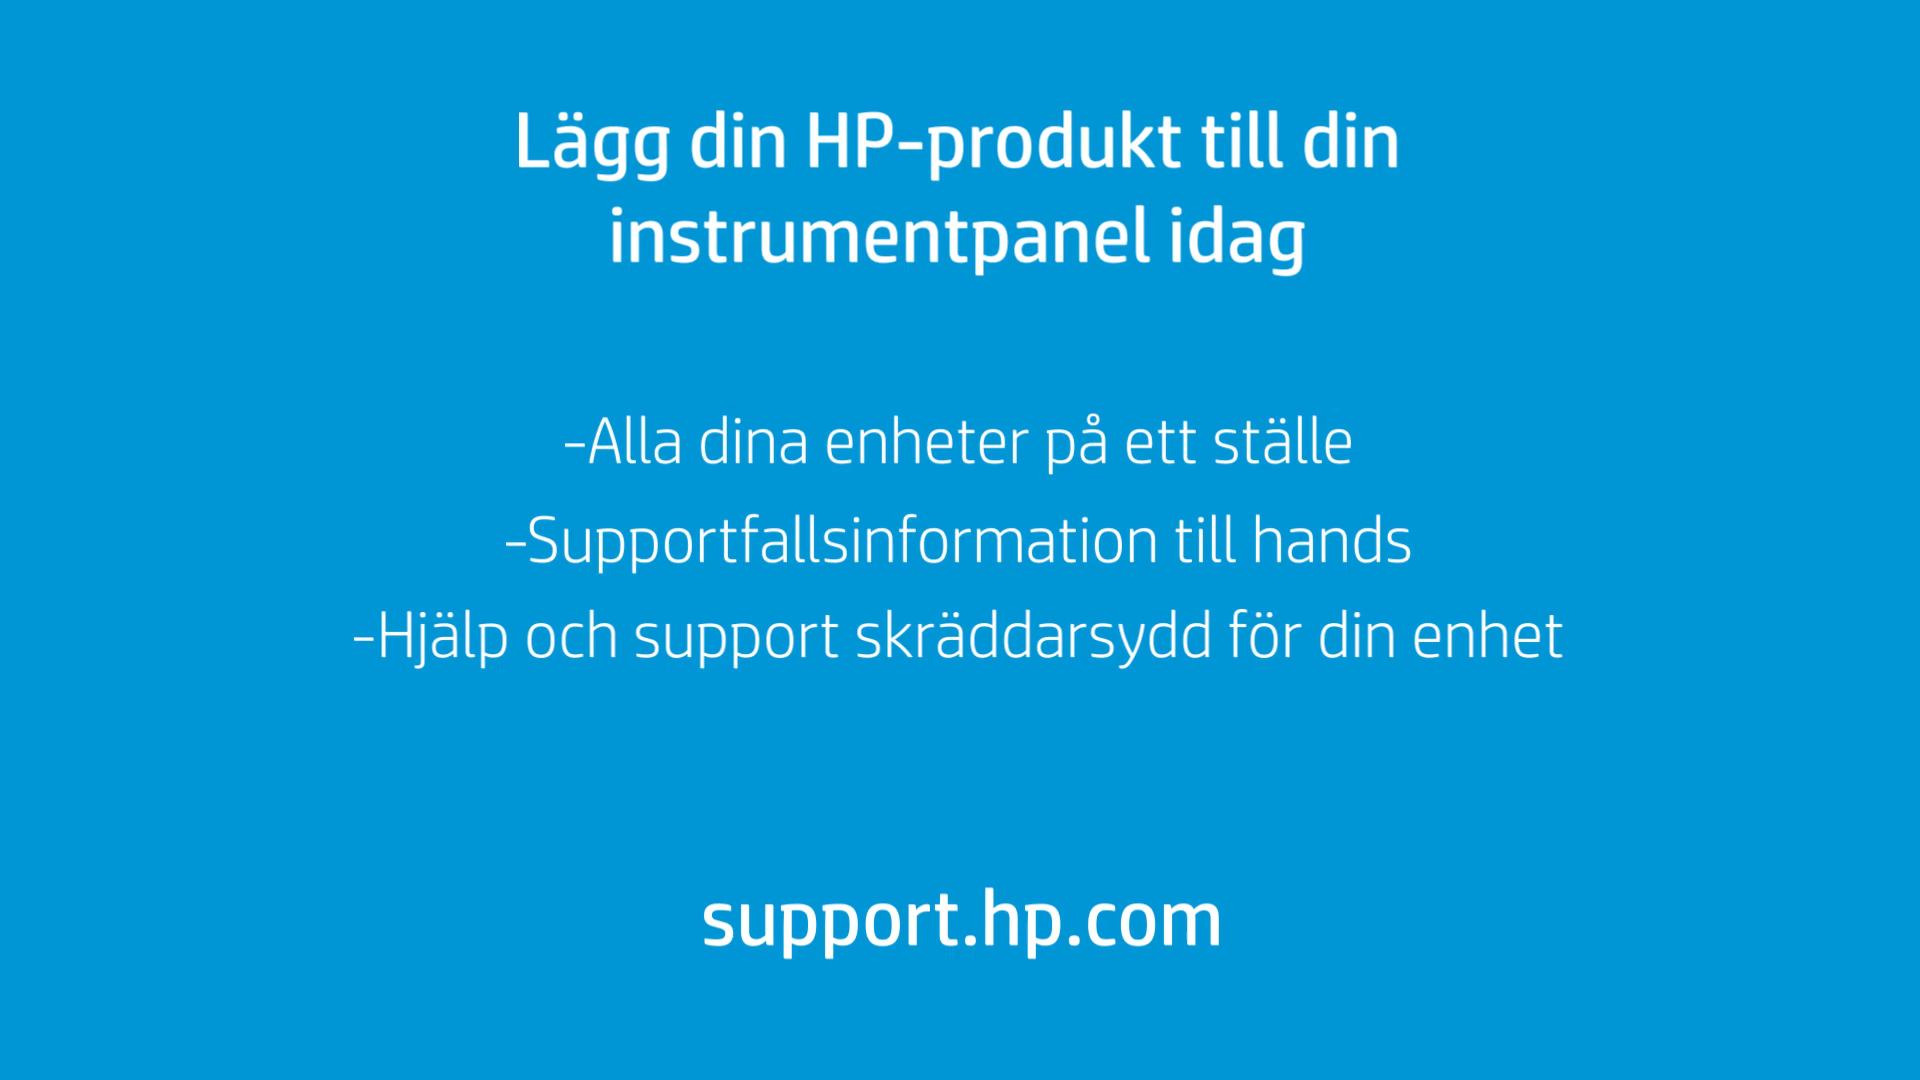 Lägg din HP-produkt till din
instrumentpanel idag
-Alla dina enheter på ett ställe
-Supportfallsinformation till hands
-Hjälp och support skräddarsydd för din enhet
support.hp.com